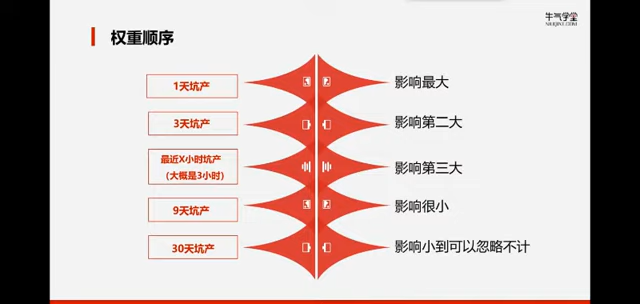 权重顺序
牛气学堂
1天坑产
影响最大
3天坑产
影响第二大
最近X小时坑产
(大概是3小时)
影响第三大
9天坑产
影响很小
30天坑产
影响小到可以忽略不计